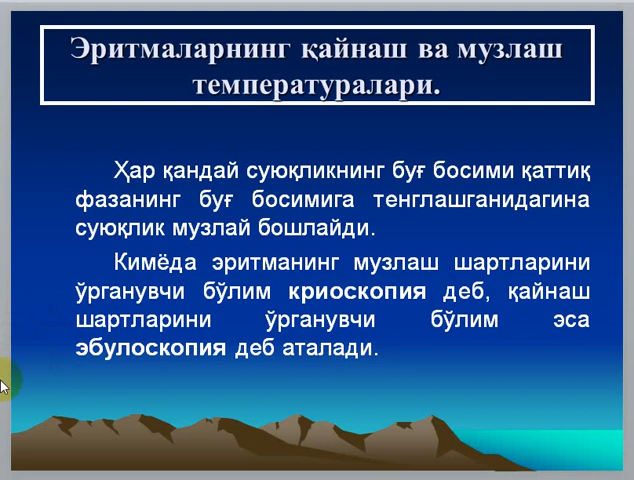 Эритмаларнинг қайнаш ва музлаш
температуралари.
Ҳар қандай суюқликнинг буғ босими қаттиқ
фазанинг буғ босимига тенглашганидагина
суюқлик музлай бошлайди.
Кимёда эритманинг музлаш шартларини
ўрганувчи бўлим криоскопия деб, қайнаш
шартларини ўрганувчи бўлим эса
эбулоскопия деб аталади.